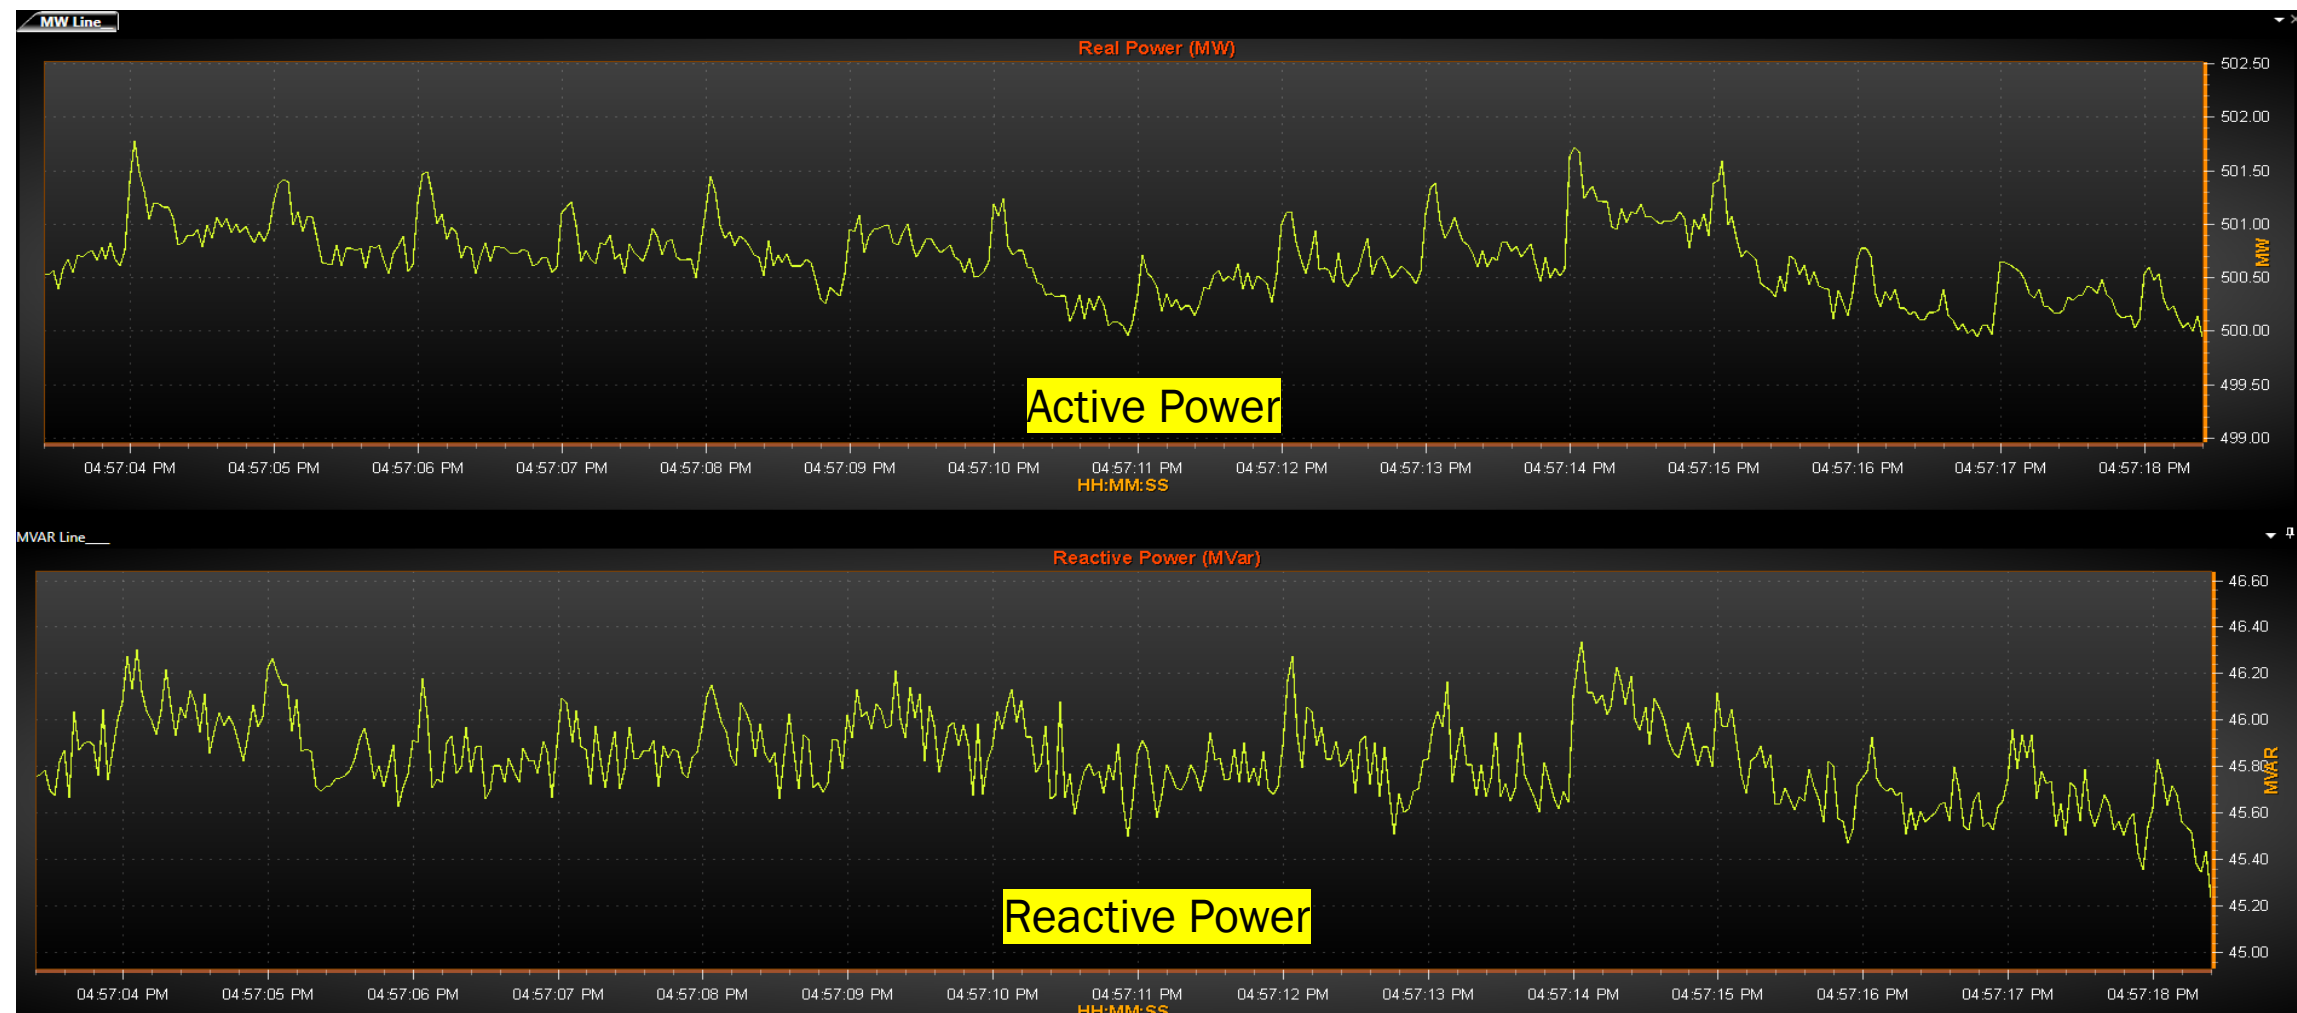 MW Line__
Real Power (MW)
502.50
502.00
501.50
501.00
500.50
500.00
499.50
499.00
MW
Active Power
04:57:04 PM 04:57:05 PM 04:57:06 PM 04:57:07 PM 04:57:08 PM 04:57:09 PM 04:57:10 PM 04:57:11 PM 04:57:12 PM 04:57:13 PM 04:57:14 PM 04:57:15 PM 04:57:16 PM 04:57:17 PM 04:57:18 PM
HH:MM:SS
MVAR Line___
Reactive Power (MVar)
46.60
46.40
46.20
46.00
45.80
45.60
45.40
45.20
45.00
MVAR
Reactive Power
04:57:04 PM 04:57:05 PM 04:57:06 PM 04:57:07 PM 04:57:08 PM 04:57:09 PM 04:57:10 PM 04:57:11 PM 04:57:12 PM 04:57:13 PM 04:57:14 PM 04:57:15 PM 04:57:16 PM 04:57:17 PM 04:57:18 PM
HH:MM:SS